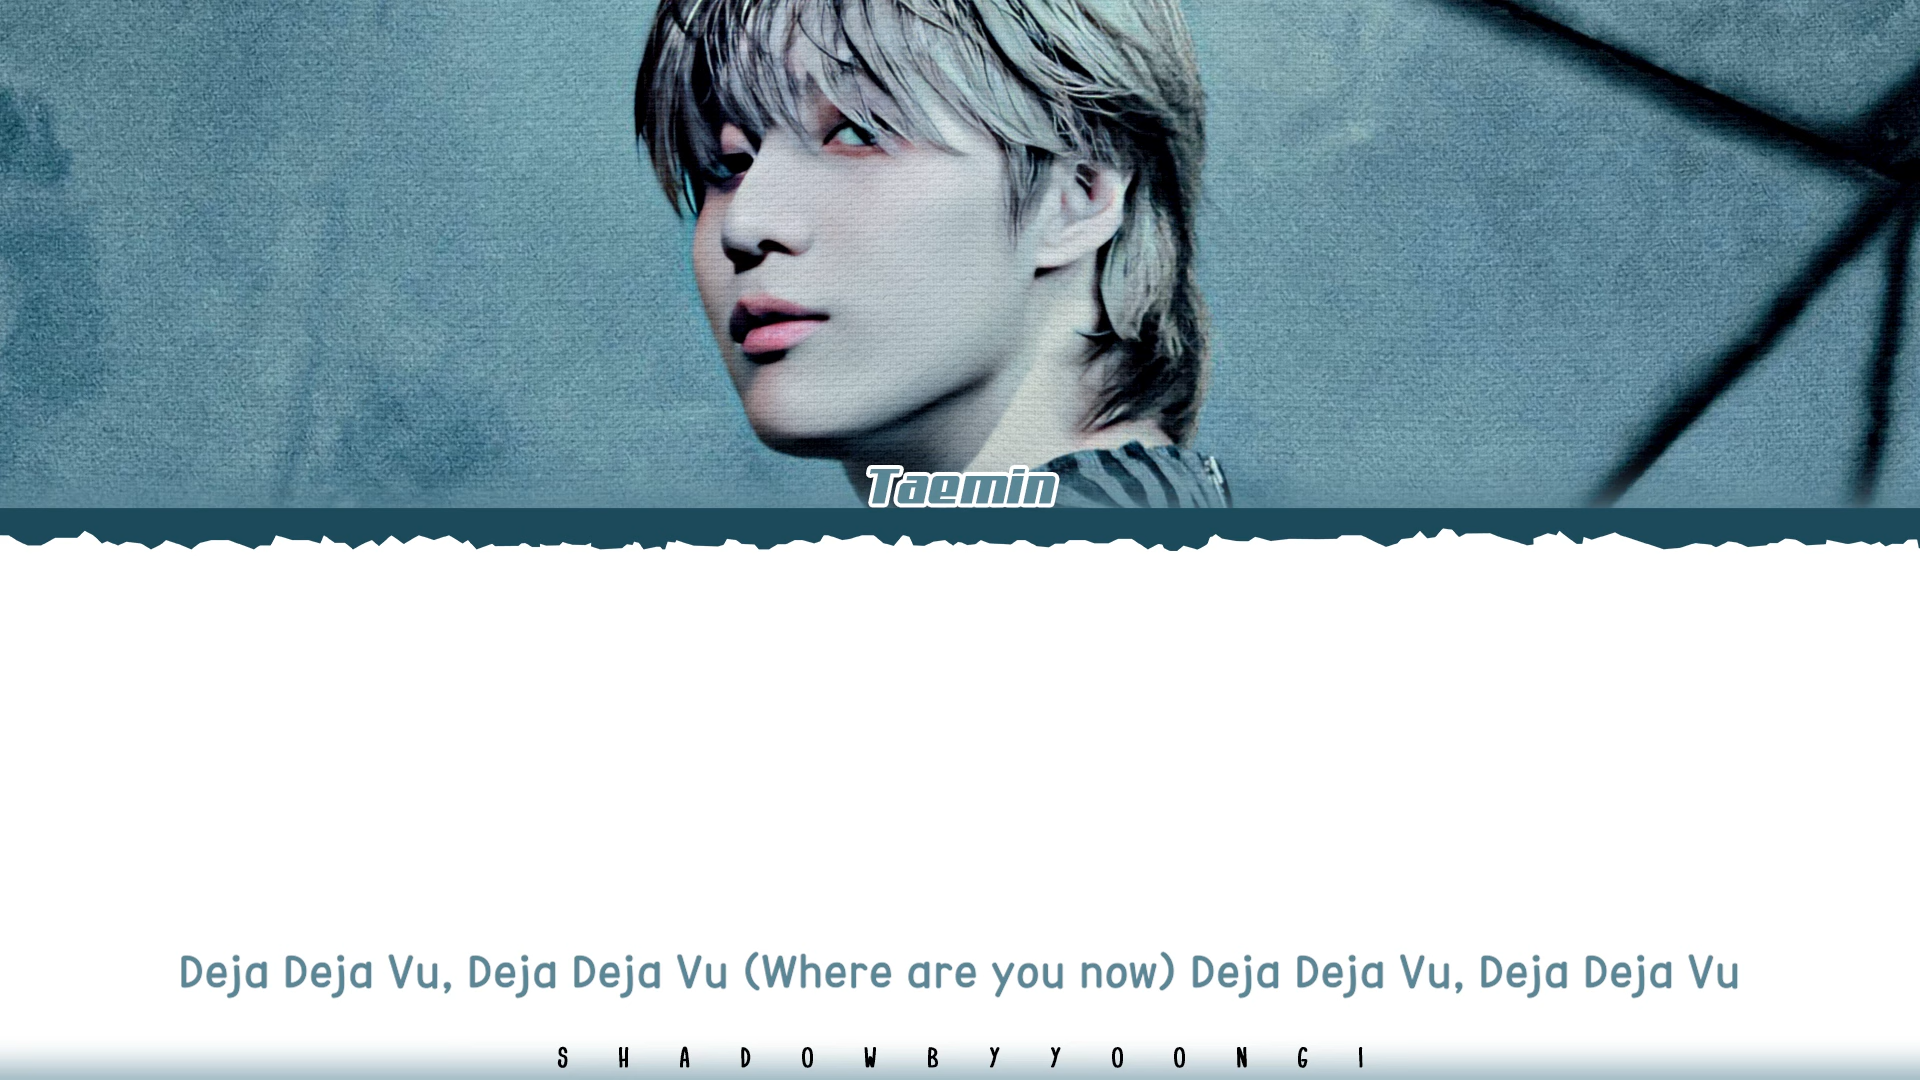 Taemin
Deja Deja Vu, Deja Deja Vu (Where are you now) Deja Deja Vu, Deja Deja Vu
SHADOWBYYOONGI